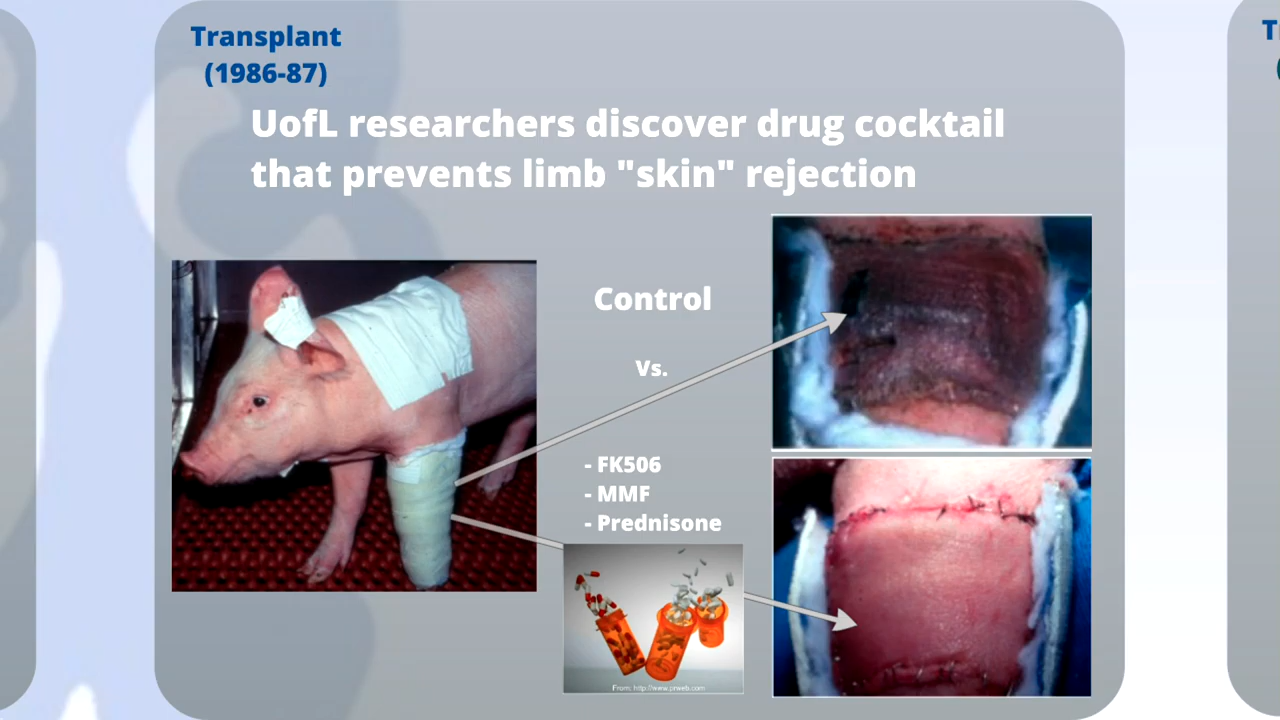 Transplant
(1986-87)
UofL researchers discover drug cocktail
that prevents limb "skin" rejection
Control
Vs.
- FK506
- MMF
- Prednisone
From: http://www.prweb.com